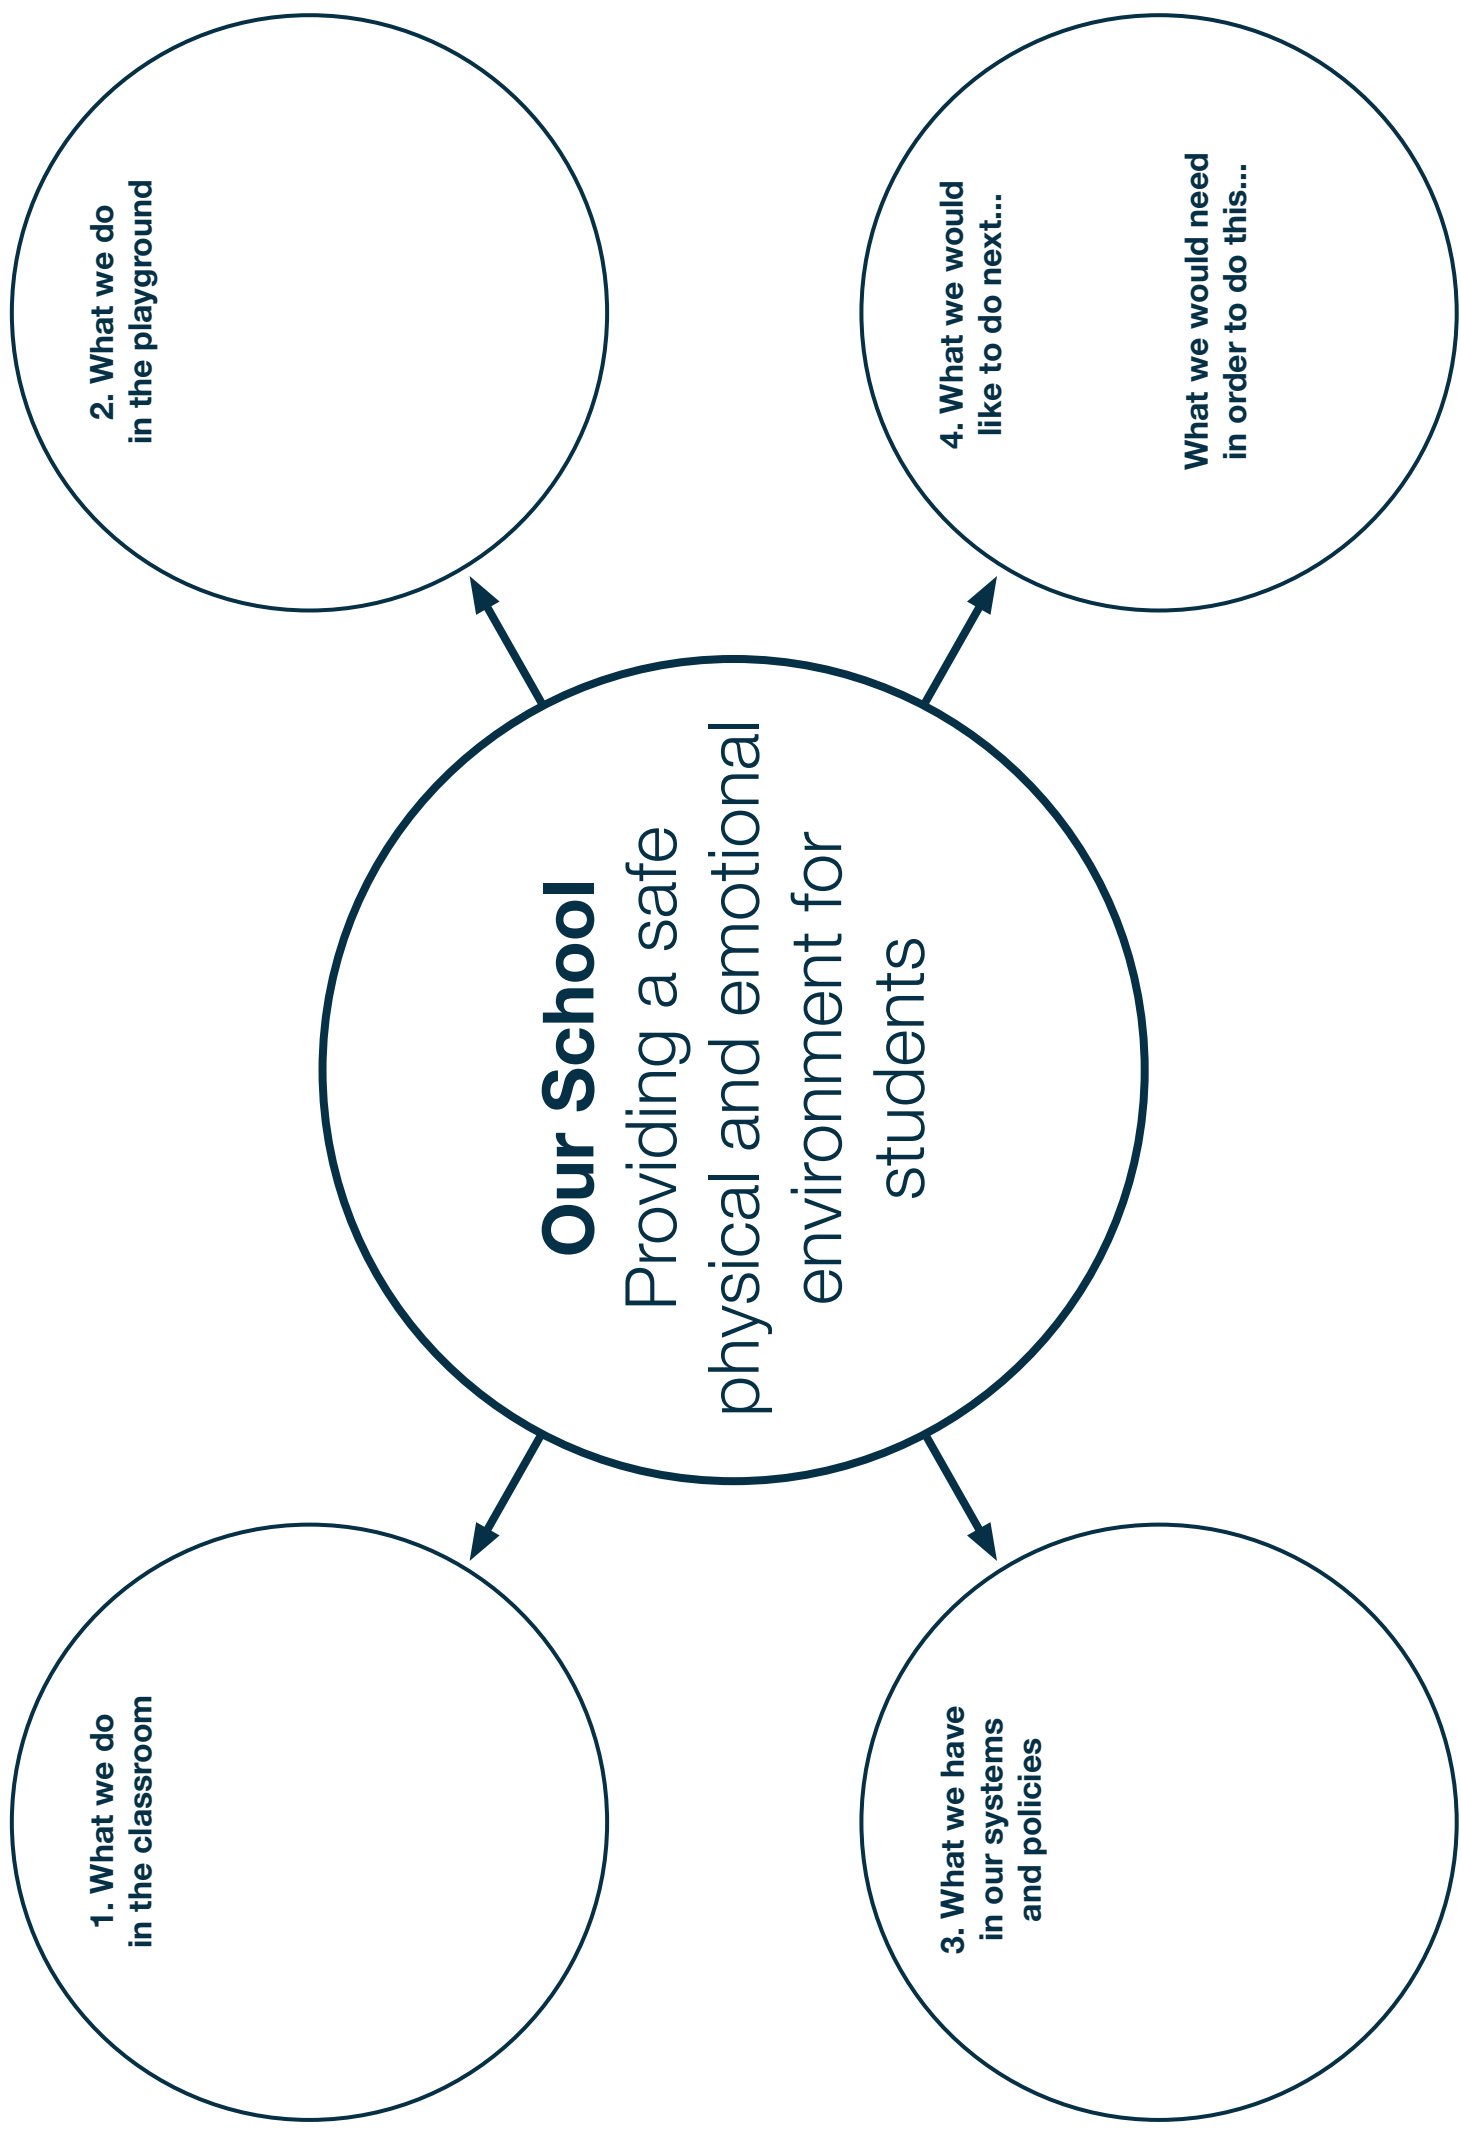 1. What we do
in the classroom
2. What we do
in the playground
Our School
Providing a safe
physical and emotional
environment for
students
3. What we have
in our systems
and policies
4. What we would
like to do next...
What we would need
in order to do this...